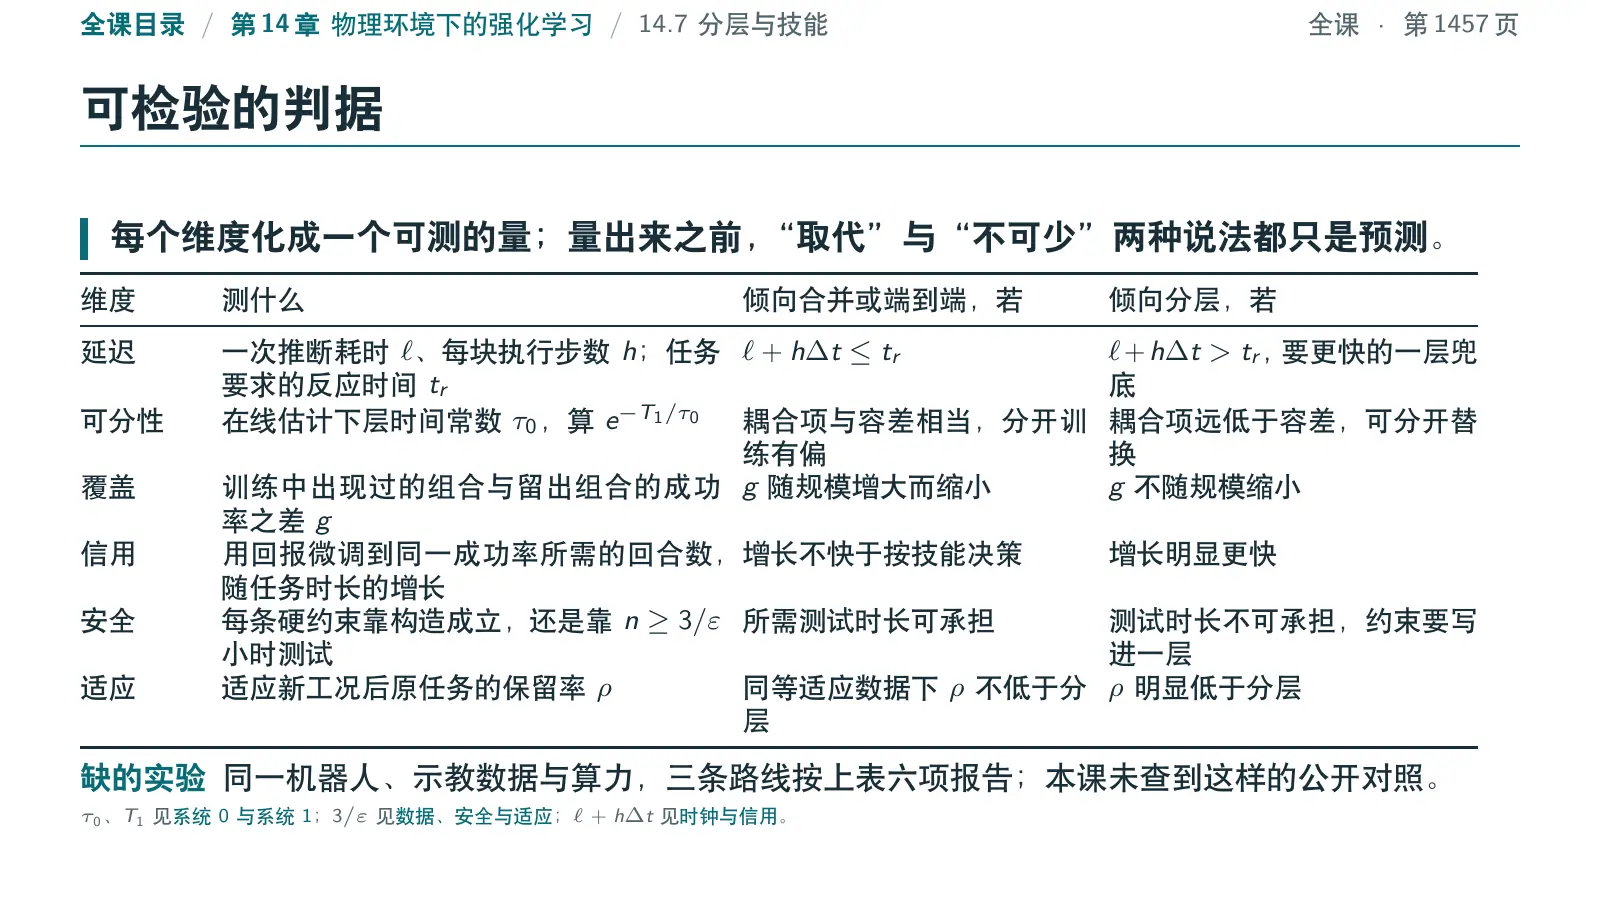 全课目录 / 第 14 章 物理环境下的强化学习 / 14.7 分层与技能
全课 · 第 1457 页
可检验的判据
每个维度化成一个可测的量；量出来之前，“取代”与“不可少”两种说法都只是预测。
维度 测什么 倾向合并或端到端，若 倾向分层，若
延迟 一次推断耗时 ℓ、每块执行步数 h；任务 ℓ + hΔt ≤ tᵣ ℓ + hΔt > tᵣ，要更快的一层兜
要求的反应时间 tᵣ 底
可分性 在线估计下层时间常数 τ₀，算 e^{−T₁/τ₀} 耦合项与容差相当，分开训 耦合项远低于容差，可分开替
练有偏 换
覆盖 训练中出现过的组合与留出组合的成功 g 随规模增大而缩小 g 不随规模缩小
率之差 g
信用 用回报微调到同一成功率所需的回合数， 增长不快于按技能决策 增长明显更快
随任务时长的增长
安全 每条硬约束靠构造成立，还是靠 n ≥ 3/ε 所需测试时长可承担 测试时长不可承担，约束要写
小时测试 进一层
适应 适应新工况后原任务的保留率 ρ 同等适应数据下 ρ 不低于分 ρ 明显低于分层
层
缺的实验 同一机器人、示教数据与算力，三条路线按上表六项报告；本课未查到这样的公开对照。
τ₀、T₁ 见系统 0 与系统 1；3/ε 见数据、安全与适应；ℓ + hΔt 见时钟与信用。